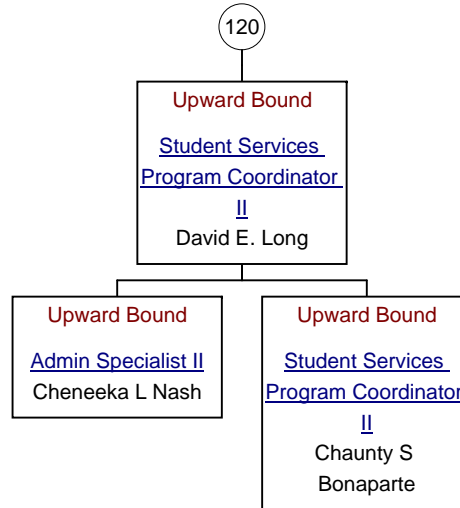 120
Upward Bound
Student Services
Program Coordinator
II
David E. Long
Upward Bound
Admin Specialist II
Cheneeka L Nash
Upward Bound
Student Services
Program Coordinator
II
Chaunty S
Bonaparte